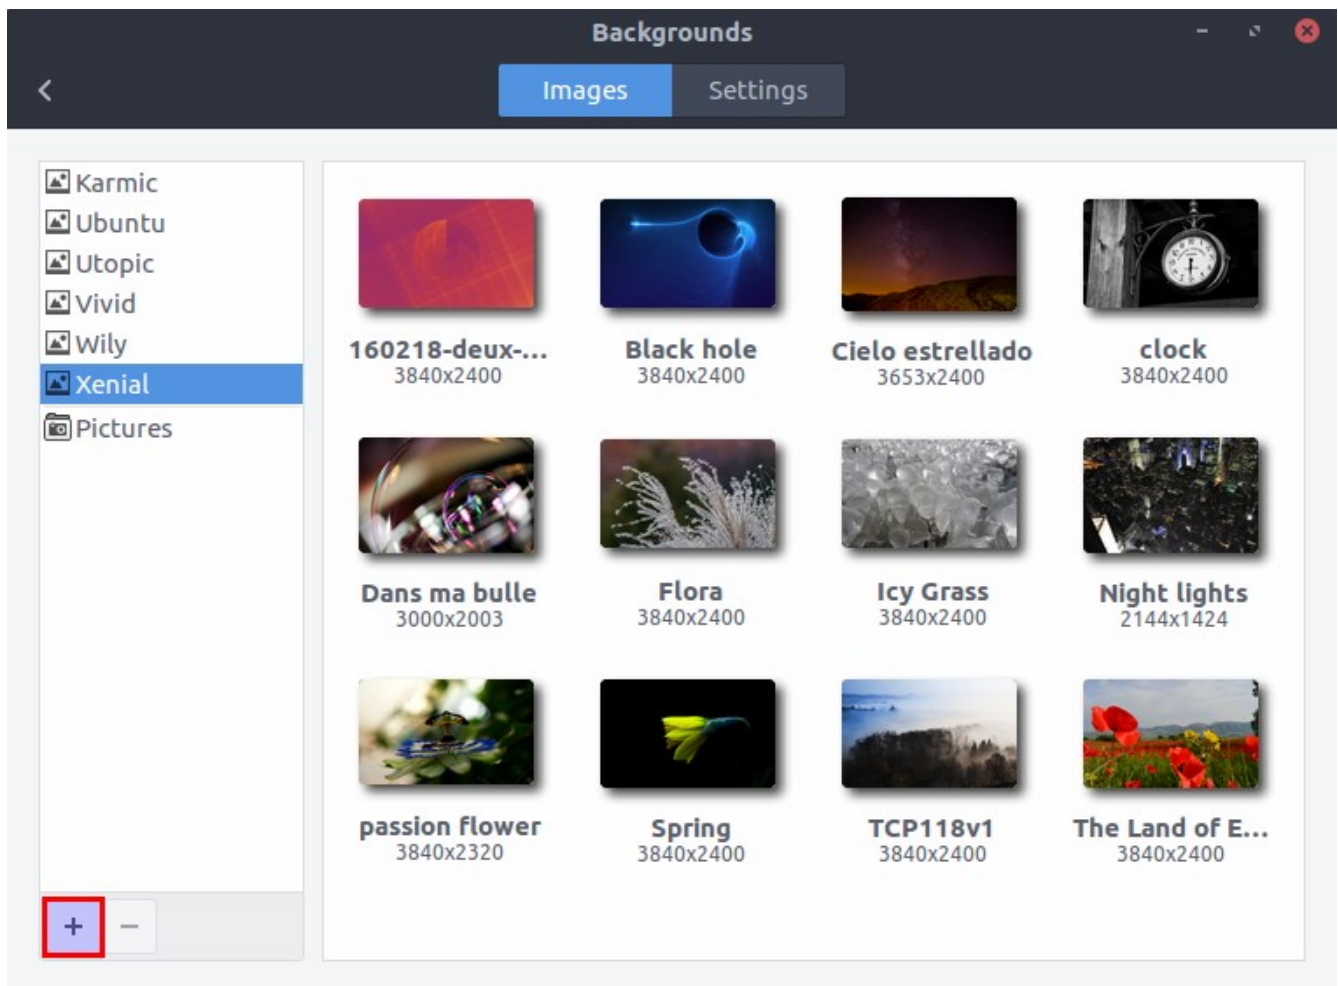 Backgrounds
Images Settings
Karmic
Ubuntu
Utopic
Vivid
Wily
Xenial
Pictures
160218-deux-... Black hole Cielo estrellado clock
3840x2400 3840x2400 3653x2400 3840x2400
Dans ma bulle Flora Icy Grass Night lights
3000x2003 3840x2400 3840x2400 2144x1424
passion flower Spring TCP118v1 The Land of E...
3840x2320 3840x2400 3840x2400 3840x2400
+ −